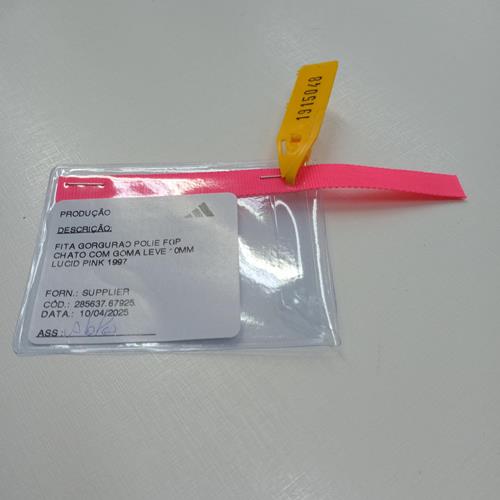 1915048
PRODUÇÃO
DESCRIÇÃO:
FITA GORGURAO POLIE FOP
CHATO COM GOMA LEVE 10MM
LUCID PINK 1997
FORN.: SUPPLIER
CÓD.: 285637.67925.
DATA.: 10/04/2025
ASS.: